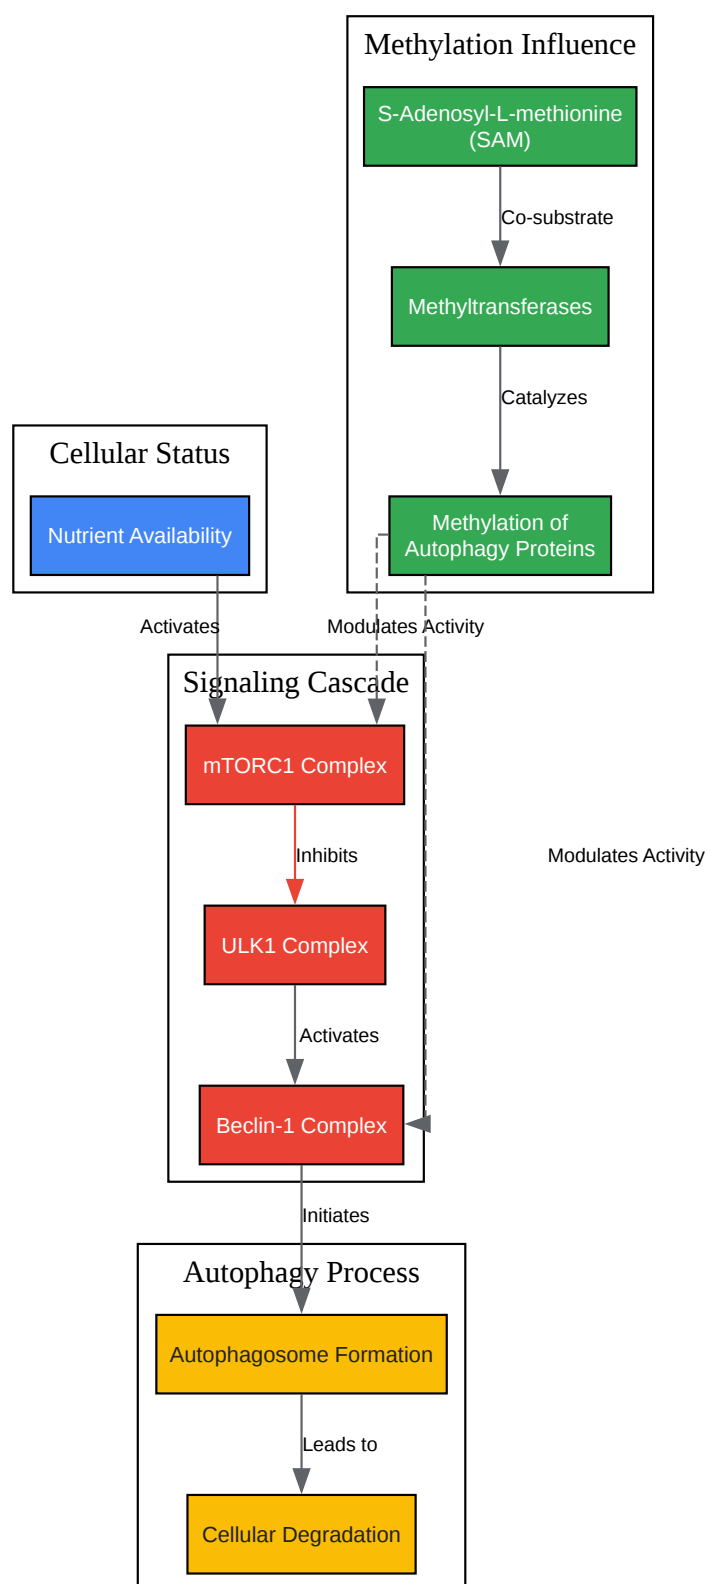 Methylation Influence
S-Adenosyl-L-methionine
(SAM)
Co-substrate
Methyltransferases
Catalyzes
Cellular Status
Nutrient Availability
Methylation of
Autophagy Proteins
Activates
Modulates Activity
Signaling Cascade
mTORC1 Complex
Inhibits
Modulates Activity
ULK1 Complex
Activates
Beclin-1 Complex
Initiates
Autophagy Process
Autophagosome Formation
Leads to
Cellular Degradation